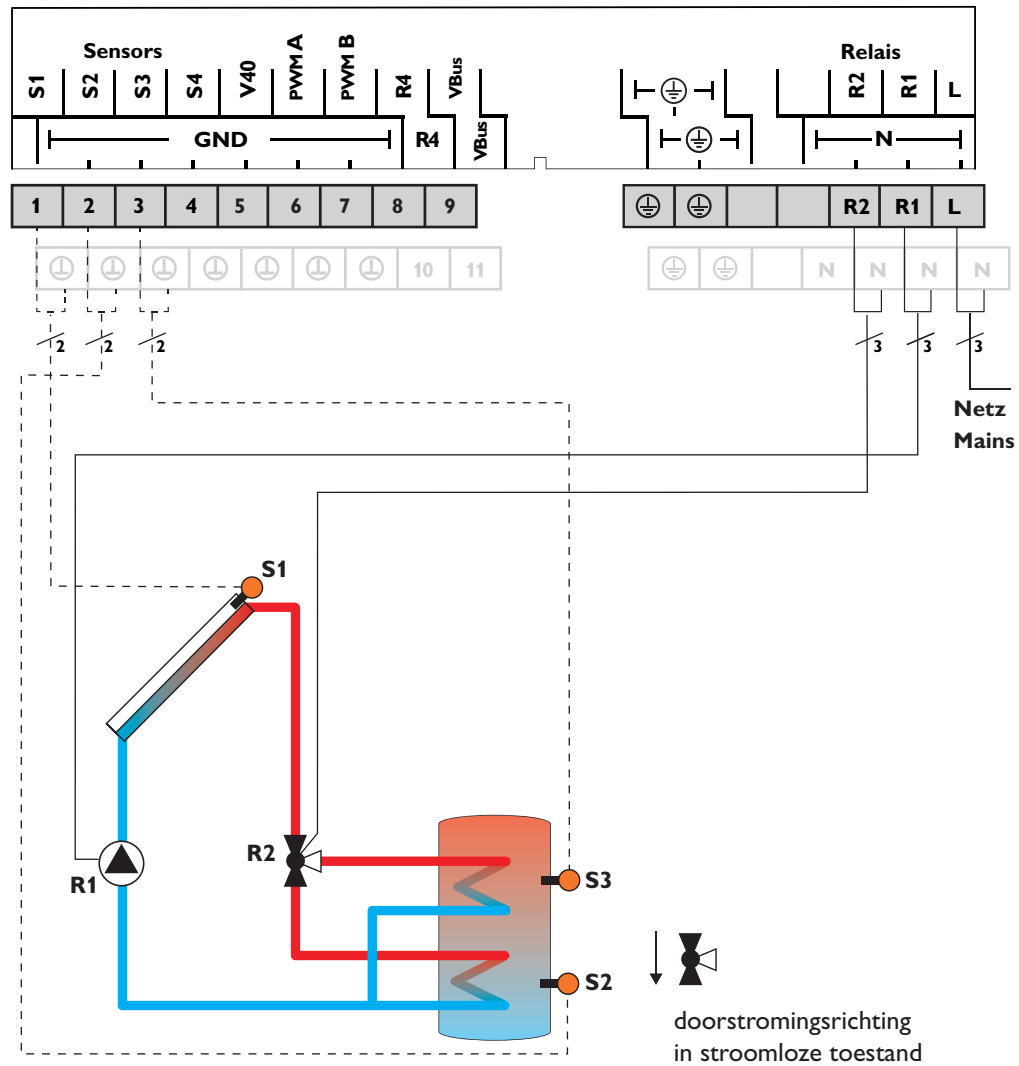 Sensors
Relais
S1 S2 S3 S4 V40 PWM A PWM B R4 VBus
R2 R1 L
GND R4 VBus
N
1 2 3 4 5 6 7 8 9
R2 R1 L
10 11
N N N N
2 2 2
3 3 3
Netz
Mains
S1
R2
R1
S3
S2
doorstromingsrichting
in stroomloze toestand